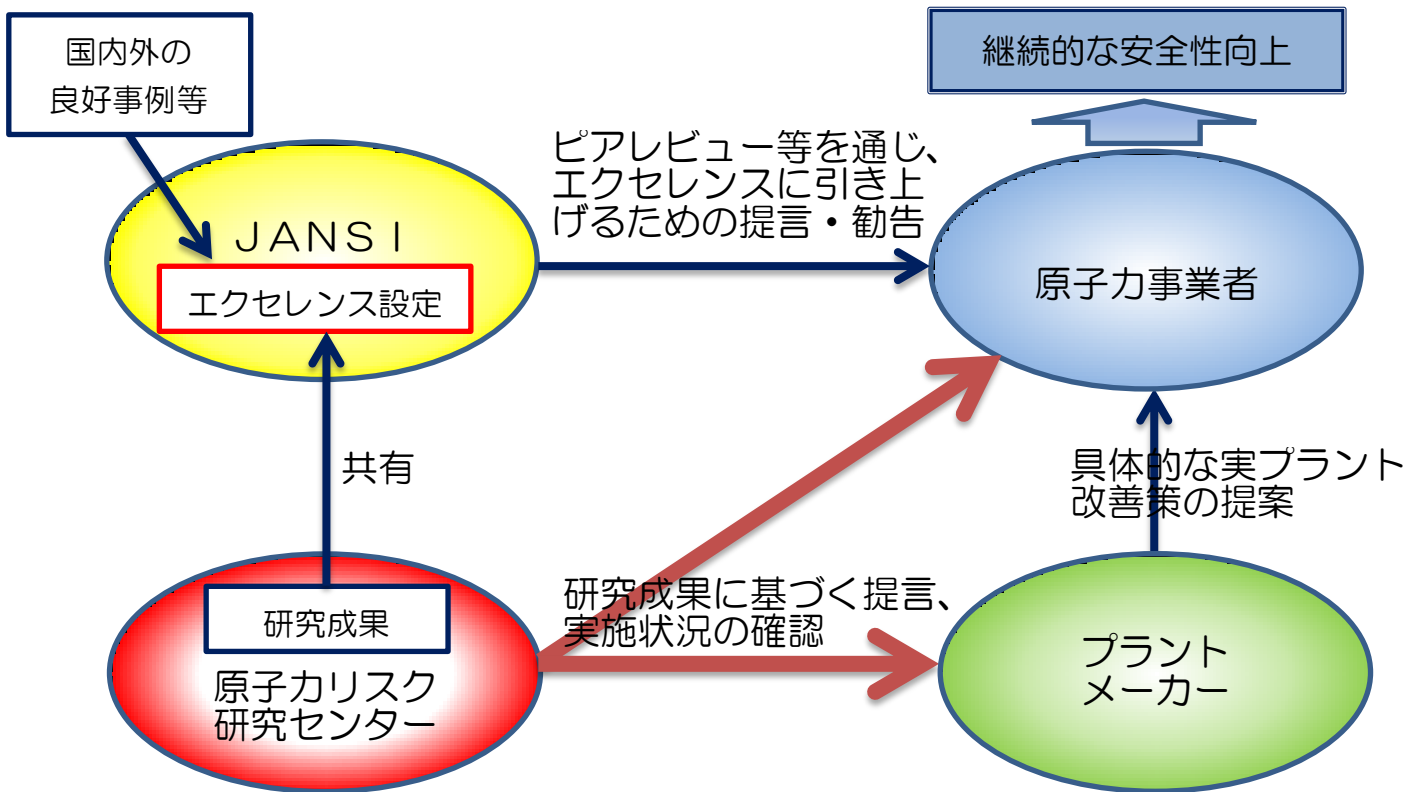 国内外の
良好事例等
継続的な安全性向上
ピアレビュー等を通じ、
エクセレンスに引き上
げるための提言・勧告
ＪＡＮＳＩ
エクセレンス設定
原子力事業者
共有
具体的な実プラント
改善策の提案
研究成果に基づく提言、
実施状況の確認
研究成果
原子力リスク
研究センター
プラント
メーカー